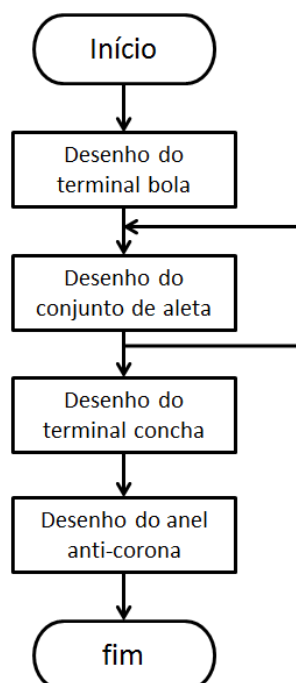 Início
Desenho do
terminal bola
Desenho do
conjunto de aleta
Desenho do
terminal concha
Desenho do anel
anti-corona
fim